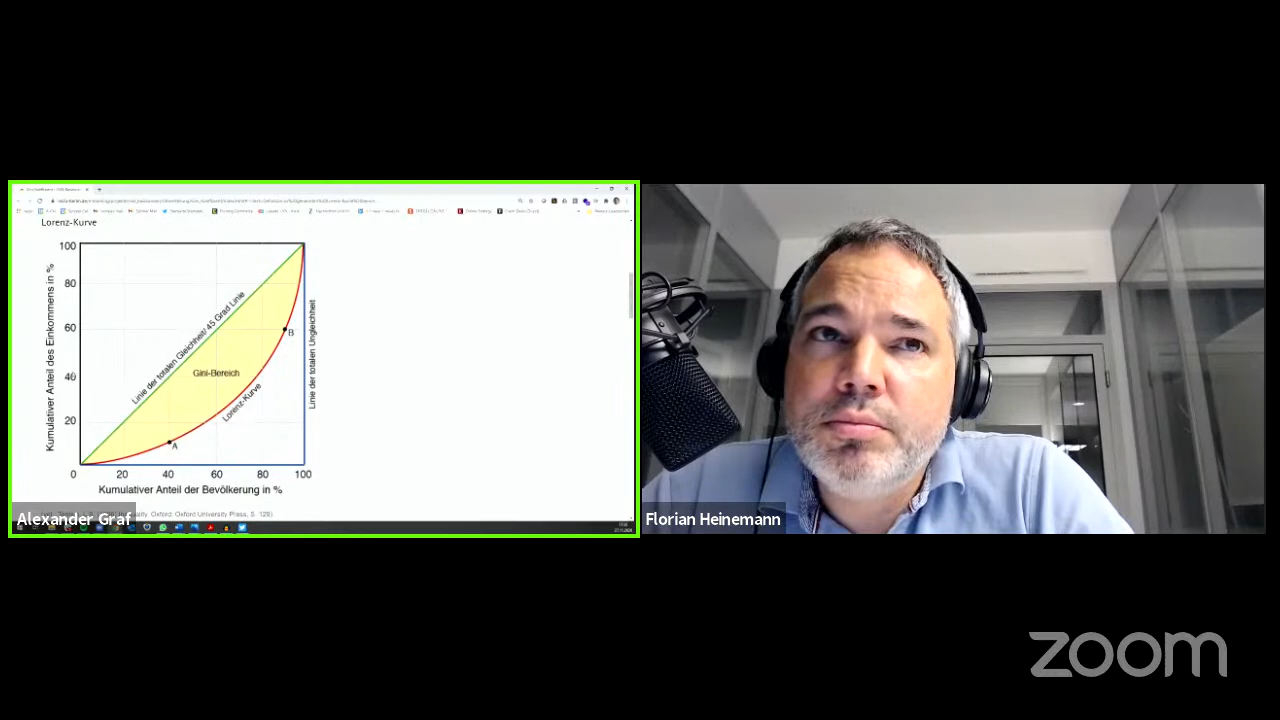 Lorenz-Kurve
100
80
60
40
20
0
20
40
60
80
100
Kumulativer Anteil des Einkommens in %
Linie der totalen Gleichheit/ 45 Grad Linie
Gini-Bereich
Lorenz-Kurve
A
B
Linie der totalen Ungleichheit
Kumulativer Anteil der Bevölkerung in %
Oxford: Oxford University Press, S. 125).
Alexander Graf
Florian Heinemann
zoom